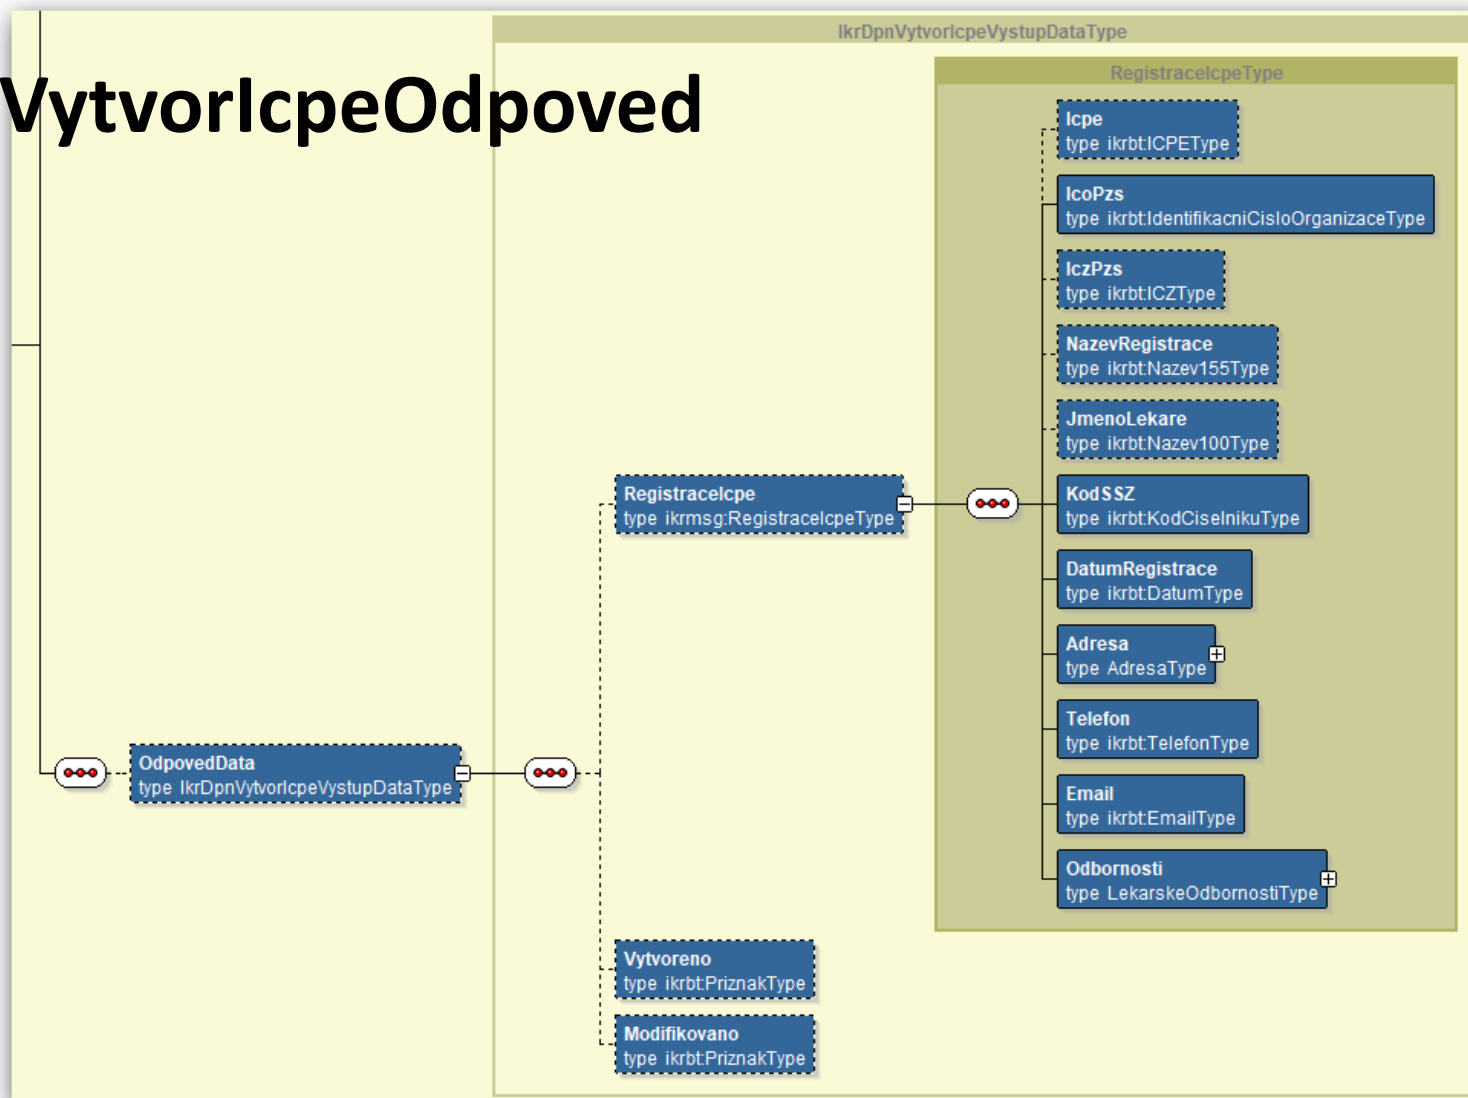 IkrDpnVytvorIcpeVystupDataType
VytvorIcpeOdpoved
RegistraceIcpeType
Icpe
type ikrbt:ICPEType
IcoPzs
type ikrbt:IdentifikacniCisloOrganizaceType
IczPzs
type ikrbt:ICZType
NazevRegistrace
type ikrbt:Nazev155Type
JmenoLekare
type ikrbt:Nazev100Type
RegistraceIcpe
type ikrmsg:RegistraceIcpeType
KodSSZ
type ikrbt:KodCiselnikuType
DatumRegistrace
type ikrbt:DatumType
Adresa
type AdresaType
Telefon
type ikrbt:TelefonType
OdpovedData
type IkrDpnVytvorIcpeVystupDataType
Email
type ikrbt:EmailType
Odbornosti
type LekarskeOdbornostiType
Vytvoreno
type ikrbt:PriznakType
Modifikovano
type ikrbt:PriznakType